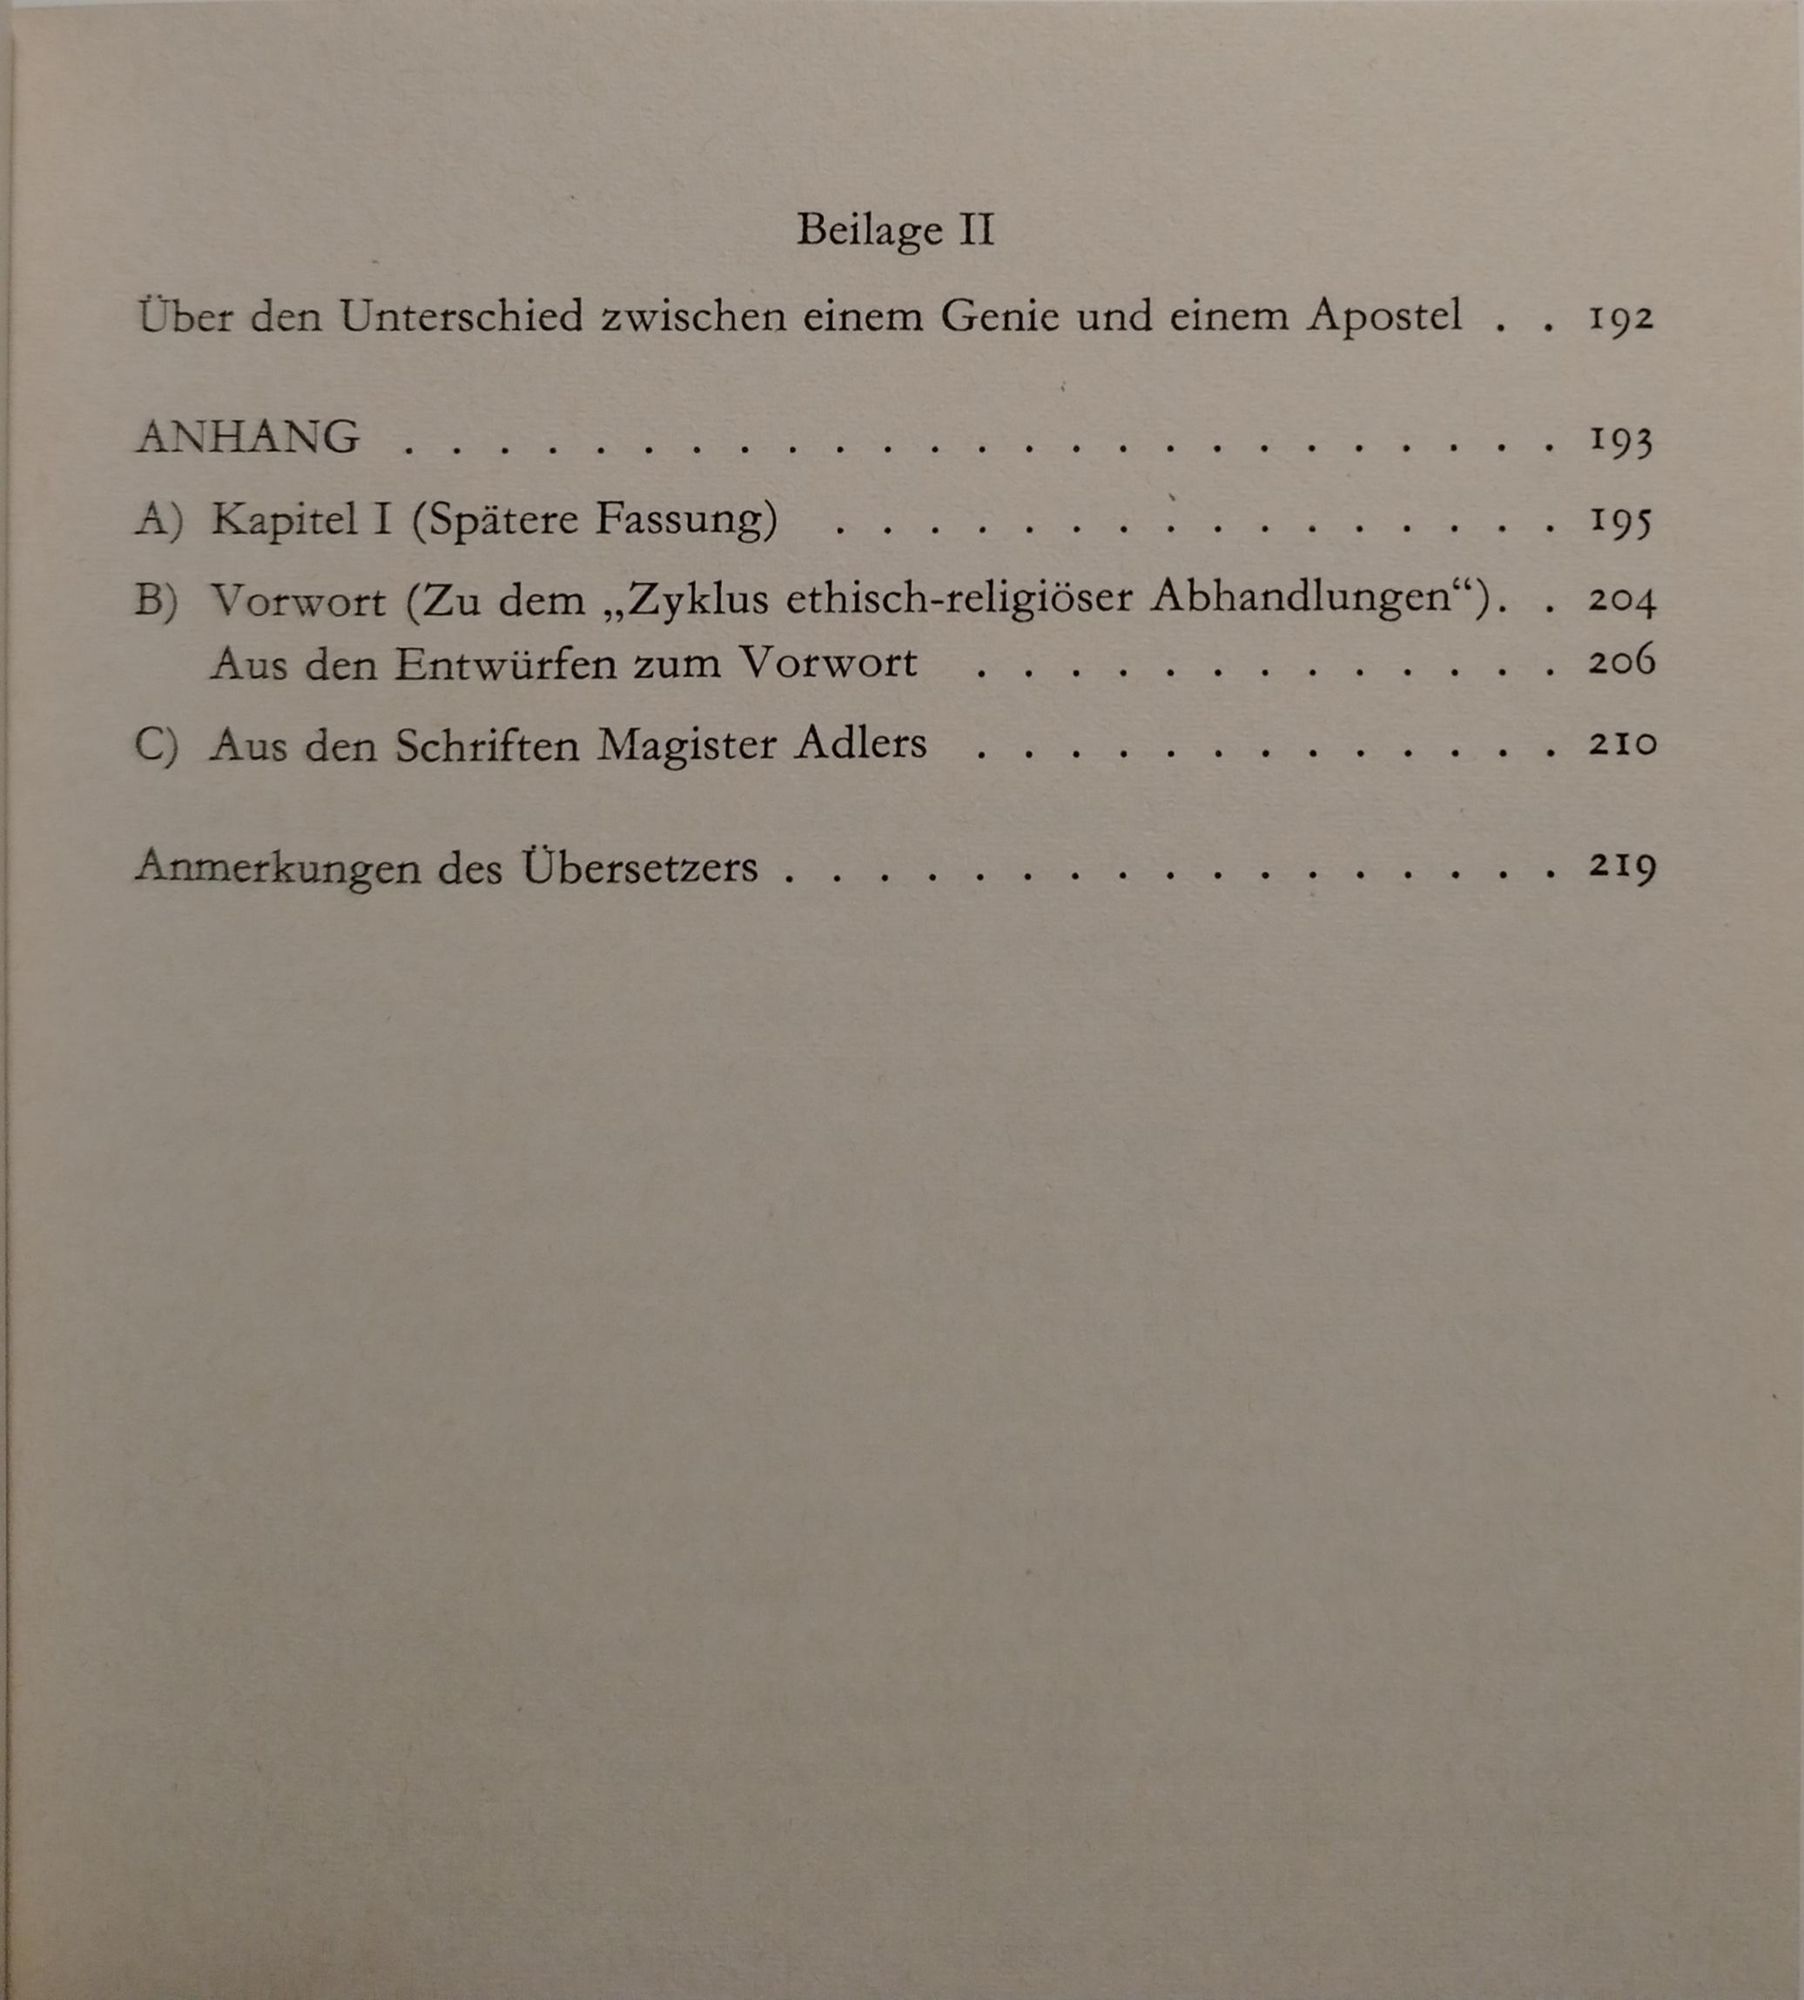 Beilage II
Über den Unterschied zwischen einem Genie und einem Apostel . . 192
ANHANG . . . . . . . . . . . . . . . . . . . . . . . . . 193
A) Kapitel I (Spätere Fassung) . . . . . . . . . . . . . . . . 195
B) Vorwort (Zu dem „Zyklus ethisch-religiöser Abhandlungen“). . 204
Aus den Entwürfen zum Vorwort . . . . . . . . . . . . . 206
C) Aus den Schriften Magister Adlers . . . . . . . . . . . . . 210
Anmerkungen des Übersetzers . . . . . . . . . . . . . . . . . 219